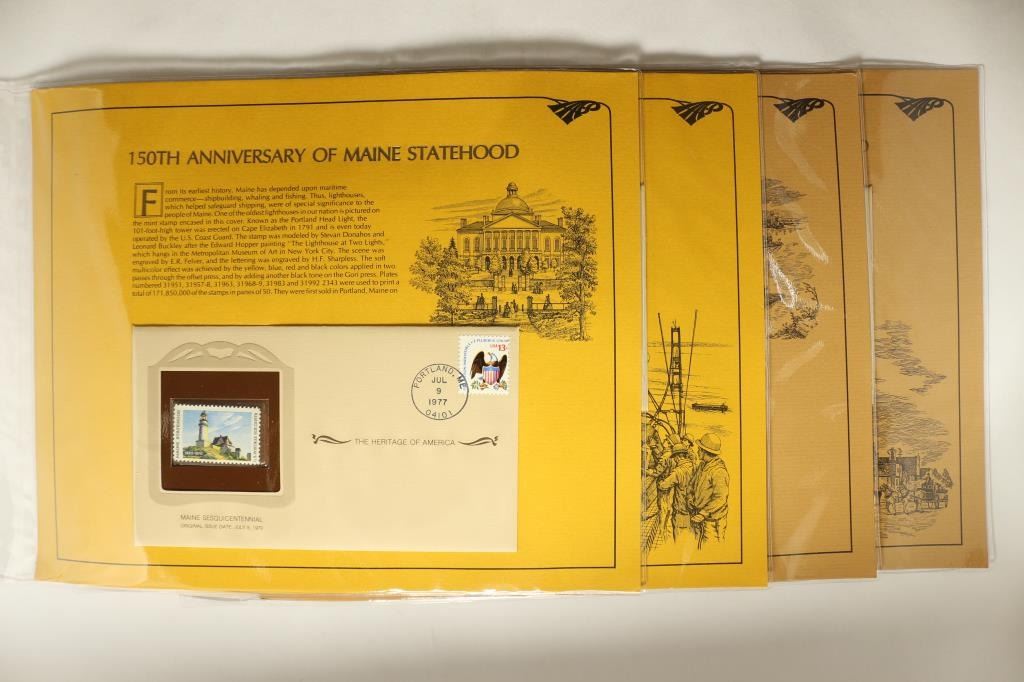 150TH ANNIVERSARY OF MAINE STATEHOOD
From its earliest history, Maine has depended upon maritime
commerce—shipbuilding, whaling and fishing. Thus, lighthouses,
which helped safeguard shipping, were of special significance to the
people of Maine. One of the oldest lighthouses in our nation is pictured on
the mint stamp encased in this cover. Known as the Portland Head Light, the
101-foot-high tower was erected on Cape Elizabeth in 1791 and is even today
operated by the U.S. Coast Guard. The stamp was modeled by Stevan Donahos and
Leonard Buckley after the Edward Hopper painting "The Lighthouse at Two Lights,"
which hangs in the Metropolitan Museum of Art in New York City. The scene was
engraved by E.R. Felver, and the lettering was engraved by H.F. Sharpless. The soft
multicolor effect was achieved by the yellow, blue, red and black colors applied in two
passes through the offset press, and by adding another black tone on the Gori press. Plates
numbered 31951, 31957-8, 31963, 31968-9, 31983 and 31992 2343 were used to print a
total of 171,850,000 of the stamps in panes of 50. They were first sold in Portland, Maine on
USA 13c
PORTLAND, ME
JUL
9
1977
04101
THE HERITAGE OF AMERICA
MAINE SESQUICENTENNIAL
ORIGINAL ISSUE DATE: JULY 9, 1970